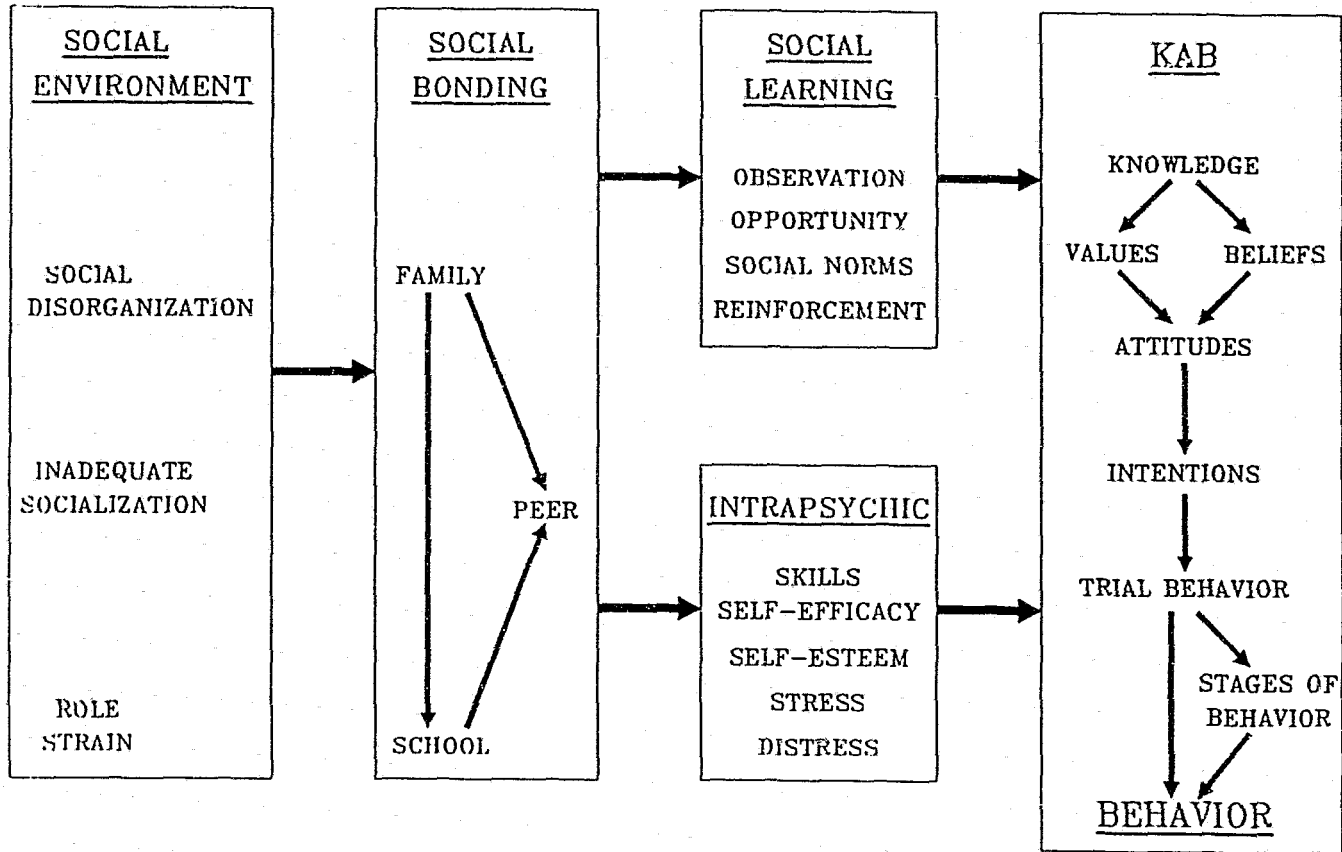 SOCIAL
ENVIRONMENT
SOCIAL
DISORGANIZATION
INADEQUATE
SOCIALIZATION
ROLE
STRAIN
SOCIAL
BONDING
FAMILY
PEER
SCHOOL
SOCIAL
LEARNING
OBSERVATION
OPPORTUNITY
SOCIAL NORMS
REINFORCEMENT
INTRAPSYCHIC
SKILLS
SELF-EFFICACY
SELF-ESTEEM
STRESS
DISTRESS
KAB
KNOWLEDGE
VALUES BELIEFS
ATTITUDES
INTENTIONS
TRIAL BEHAVIOR
STAGES OF
BEHAVIOR
BEHAVIOR